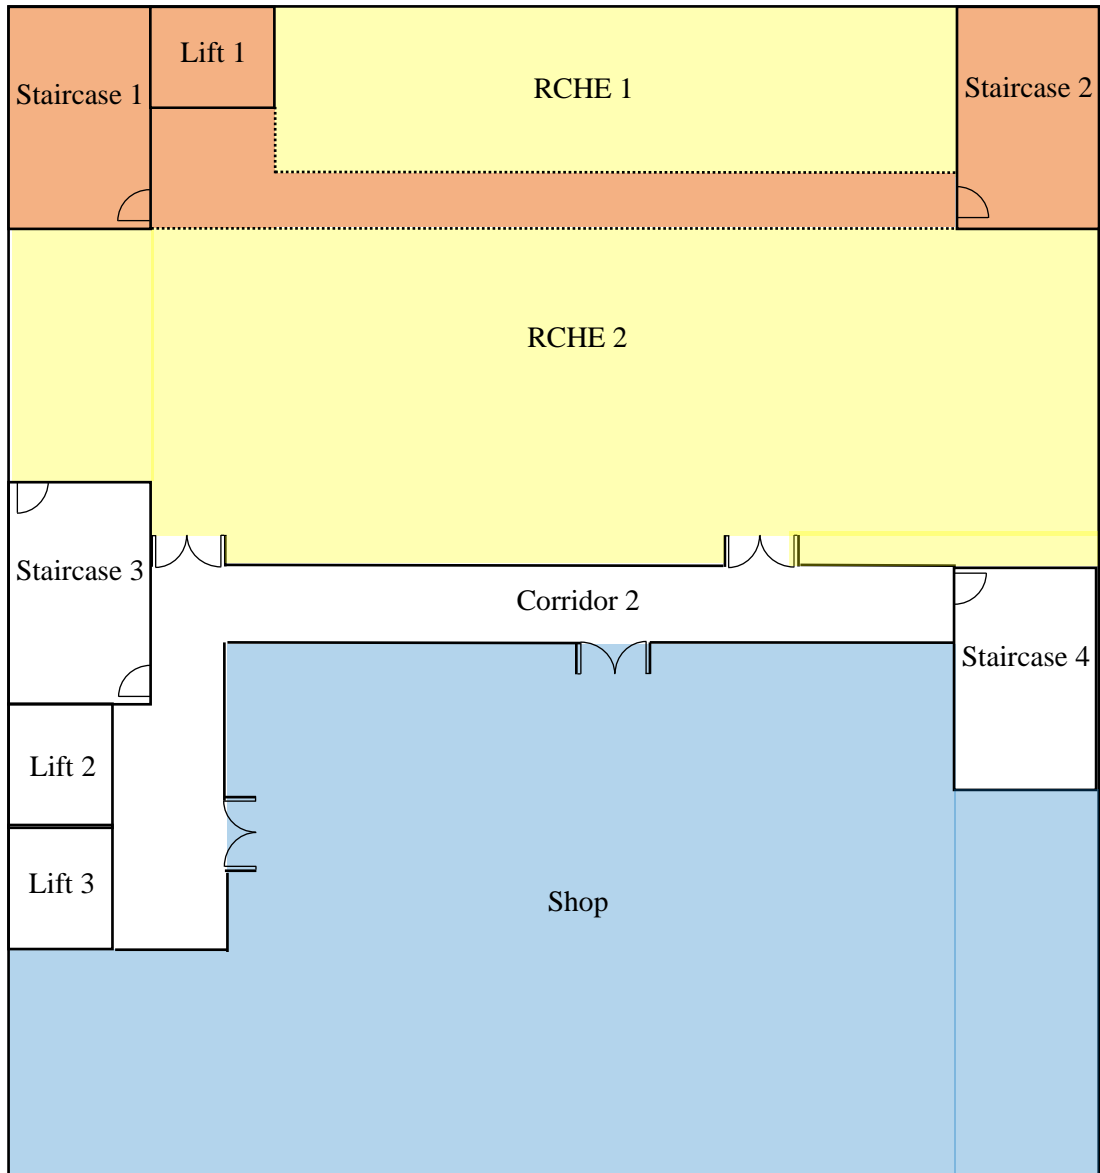 Lift 1
Staircase 1
RCHE 1
Staircase 2
RCHE 2
Staircase 3
Corridor 2
Staircase 4
Lift 2
Lift 3
Shop